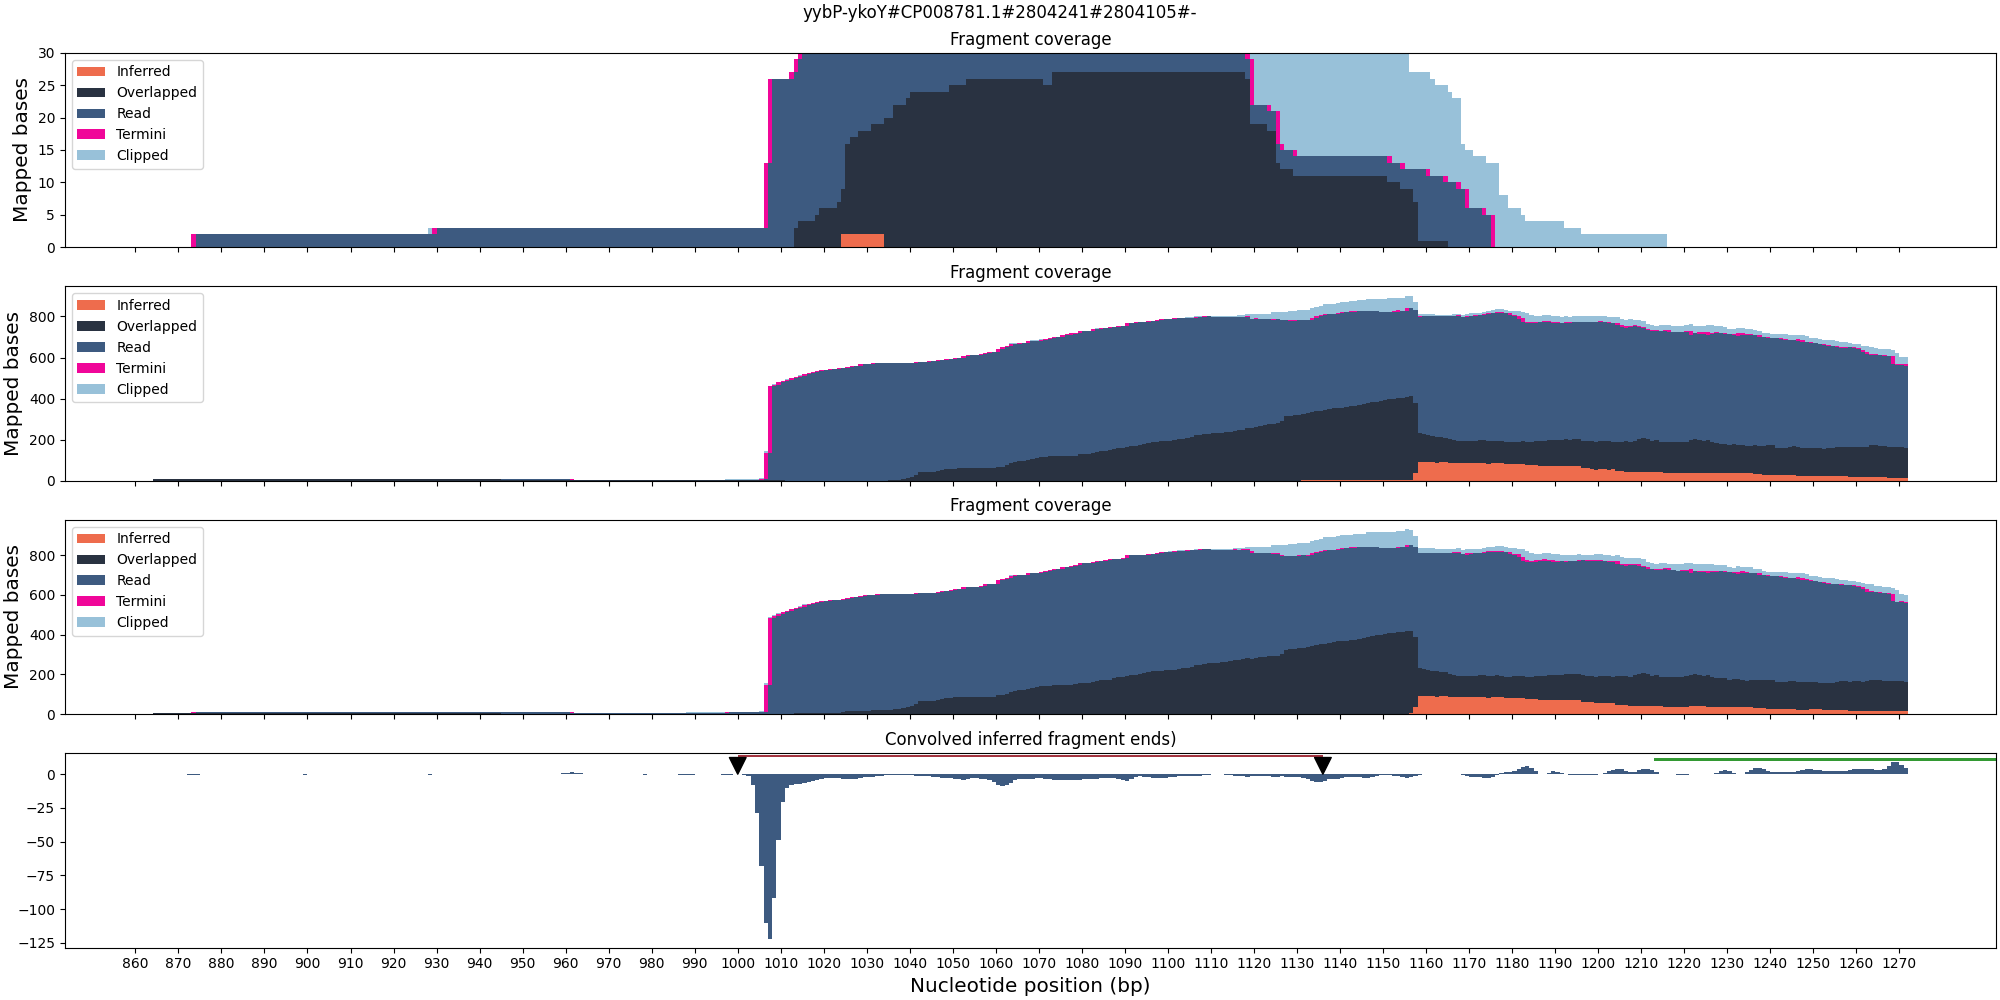 yybP-ykoY#CP008781.1#2804241#2804105#-
Fragment coverage
Mapped bases
30
25
20
15
10
5
0
Inferred
Overlapped
Read
Termini
Clipped
Fragment coverage
Mapped bases
800
600
400
200
0
Inferred
Overlapped
Read
Termini
Clipped
Fragment coverage
Mapped bases
800
600
400
200
0
Inferred
Overlapped
Read
Termini
Clipped
Convolved inferred fragment ends)
0
−25
−50
−75
−100
−125
860 870 880 890 900 910 920 930 940 950 960 970 980 990 1000 1010 1020 1030 1040 1050 1060 1070 1080 1090 1100 1110 1120 1130 1140 1150 1160 1170 1180 1190 1200 1210 1220 1230 1240 1250 1260 1270
Nucleotide position (bp)